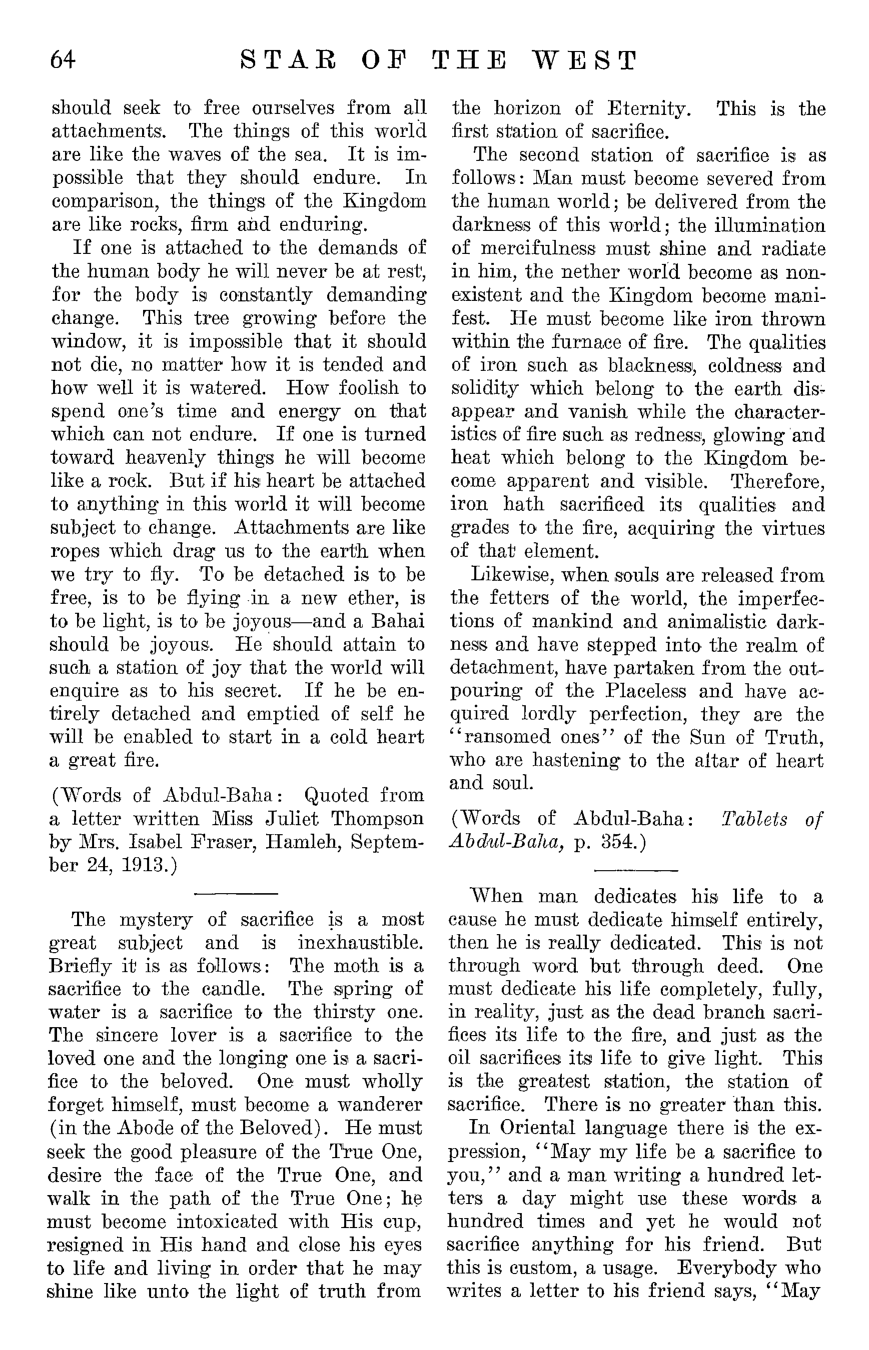 64 STAR OF THE WEST
should seek to free ourselves from all
attachments. The things of this world
are like the waves of the sea. It is im-
possible that they should endure. In
comparison, the things of the Kingdom
are like rocks, firm and enduring.
If one is attached to the demands of
the human body he will never be at rest,
for the body is constantly demanding
change. This tree growing before the
window, it is impossible that it should
not die, no matter how it is tended and
how well it is watered. How foolish to
spend one's time and energy on that
which can not endure. If one is turned
toward heavenly things he will become
like a rock. But if his heart be attached
to anything in this world it will become
subject to change. Attachments are like
ropes which drag us to the earth when
we try to fly. To be detached is to be
free, is to be flying in a new ether, is
to be light, is to be joyous—and a Bahai
should be joyous. He should attain to
such a station of joy that the world will
enquire as to his secret. If he be en-
tirely detached and emptied of self he
will be enabled to start in a cold heart
a great fire.
(Words of Abdul-Baha: Quoted from
a letter written Miss Juliet Thompson
by Mrs. Isabel Fraser, Hamleh, Septem-
ber 24, 1913.)
The mystery of sacrifice is a most
great subject and is inexhaustible.
Briefly it is as follows: The moth is a
sacrifice to the candle. The spring of
water is a sacrifice to the thirsty one.
The sincere lover is a sacrifice to the
loved one and the longing one is a sacri-
fice to the beloved. One must wholly
forget himself, must become a wanderer
(in the Abode of the Beloved). He must
seek the good pleasure of the True One,
desire the face of the True One, and
walk in the path of the True One; he
must become intoxicated with His cup,
resigned in His hand and close his eyes
to life and living in order that he may
shine like unto the light of truth from
the horizon of Eternity. This is the
first station of sacrifice.
The second station of sacrifice is as
follows: Man must become severed from
the human world; be delivered from the
darkness of this world; the illumination
of mercifulness must shine and radiate
in him, the nether world become as non-
existent and the Kingdom become mani-
fest. He must become like iron thrown
within the furnace of fire. The qualities
of iron such as blackness, coldness and
solidity which belong to the earth dis-
appear and vanish while the character-
istics of fire such as redness, glowing and
heat which belong to the Kingdom be-
come apparent and visible. Therefore,
iron hath sacrificed its qualities and
grades to the fire, acquiring the virtues
of that element.
Likewise, when souls are released from
the fetters of the world, the imperfec-
tions of mankind and animalistic dark-
ness and have stepped into the realm of
detachment, have partaken from the out-
pouring of the Placeless and have ac-
quired lordly perfection, they are the
"ransomed ones" of the Sun of Truth,
who are hastening to the altar of heart
and soul.
(Words of Abdul-Baha: Tablets of
Abdul-Baha, p. 354.)
When man dedicates his life to a
cause he must dedicate himself entirely,
then he is really dedicated. This is not
through word but through deed. One
must dedicate his life completely, fully,
in reality, just as the dead branch sacri-
fices its life to the fire, and just as the
oil sacrifices its life to give light. This
is the greatest station, the station of
sacrifice. There is no greater than this.
In Oriental language there is the ex-
pression, "May my life be a sacrifice to
you," and a man writing a hundred let-
ters a day might use these words a
hundred times and yet he would not
sacrifice anything for his friend. But
this is custom, a usage. Everybody who
writes a letter to his friend says, "May